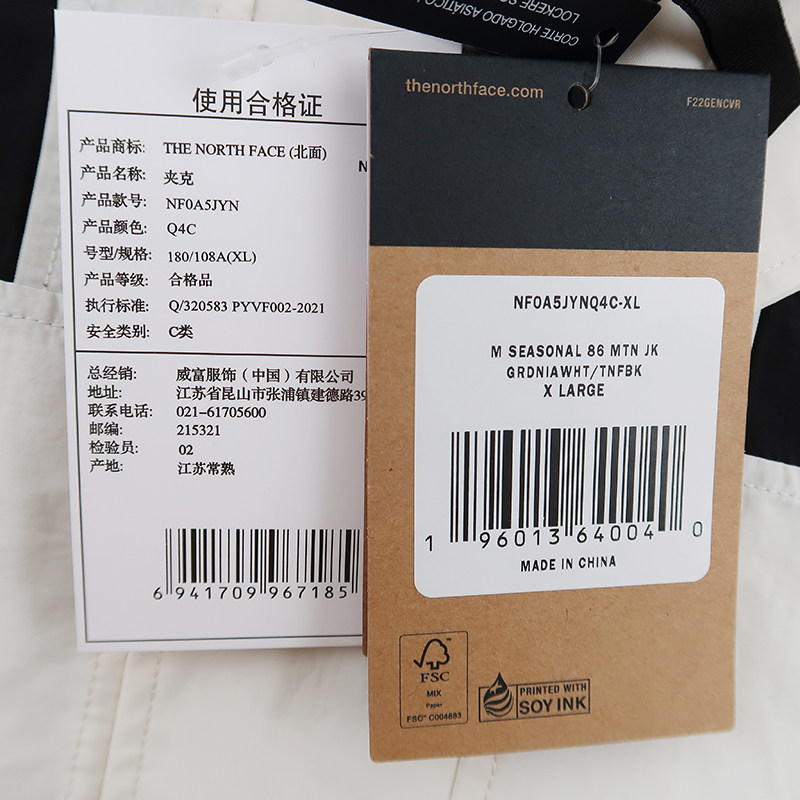 CORTE HOLGADO ASIÁTICO
LOCKERE
使用合格证
产品商标: THE NORTH FACE (北面)
产品名称: 夹克
产品款号: NF0A5JYN
产品颜色: Q4C
号型/规格: 180/108A(XL)
产品等级: 合格品
执行标准: Q/320583 PYVF002-2021
安全类别: C类
总经销: 威富服饰（中国）有限公司
地址: 江苏省昆山市张浦镇建德路39
联系电话: 021-61705600
邮编: 215321
检验员: 02
产地: 江苏常熟
6 941709 967185
thenorthface.com
F22GENCVR
NF0A5JYNQ4C-XL
M SEASONAL 86 MTN JK
GRDNIAWHT/TNFBK
X LARGE
1 96013 64004 0
MADE IN CHINA
FSC
MIX
Paper
FSC™ C004883
PRINTED WITH
SOY INK